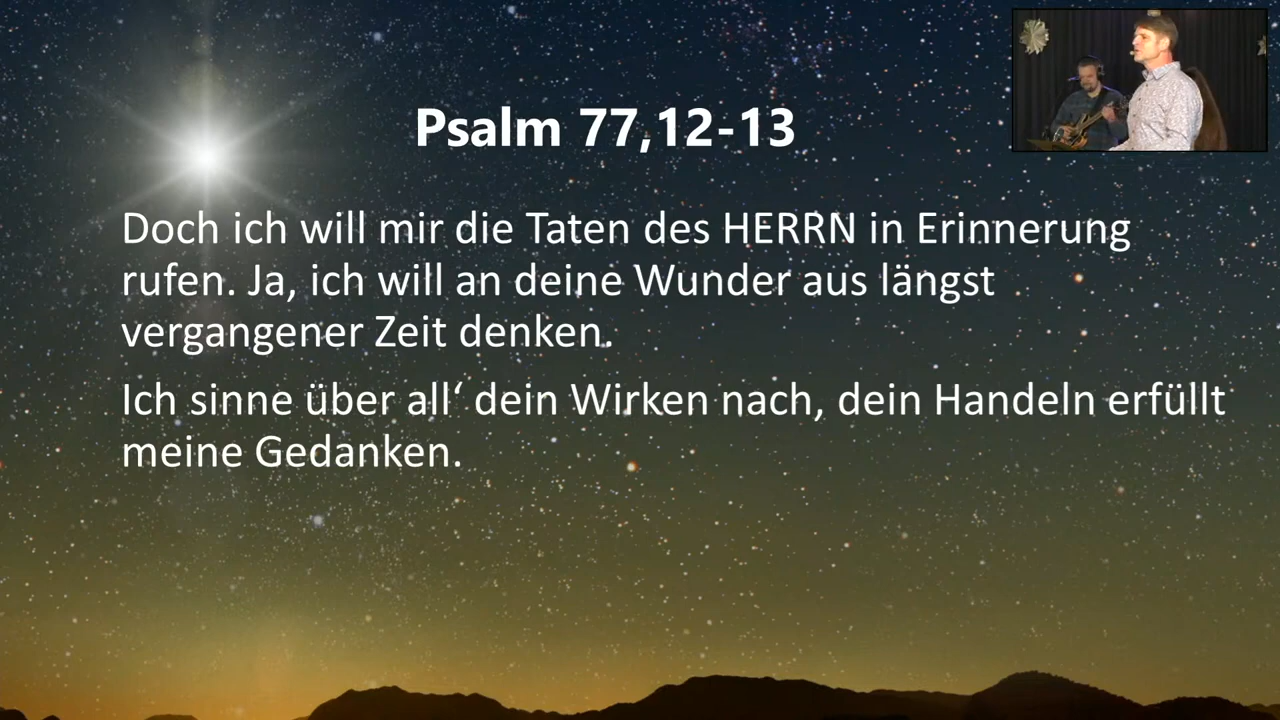 Psalm 77,12-13
Doch ich will mir die Taten des HERRN in Erinnerung
rufen. Ja, ich will an deine Wunder aus längst
vergangener Zeit denken.
Ich sinne über all‘ dein Wirken nach, dein Handeln erfüllt
meine Gedanken.